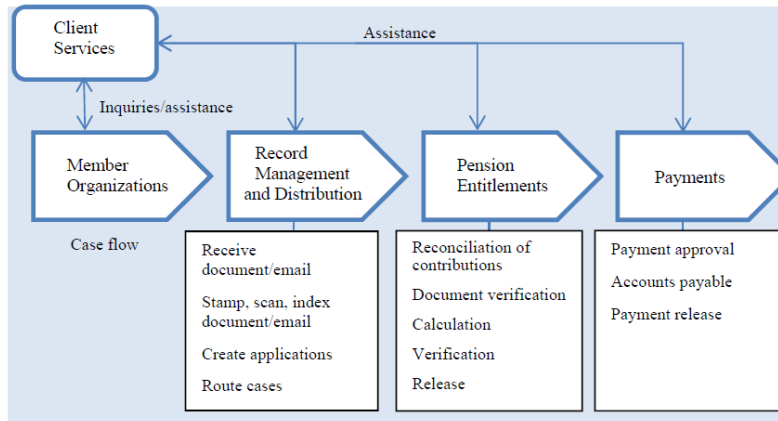 Client
Services
Assistance
Inquiries/assistance
Member
Organizations
Record
Management
and Distribution
Pension
Entitlements
Payments
Case flow
Receive
document/email
Stamp, scan, index
document/email
Create applications
Route cases
Reconciliation of
contributions
Document verification
Calculation
Verification
Release
Payment approval
Accounts payable
Payment release